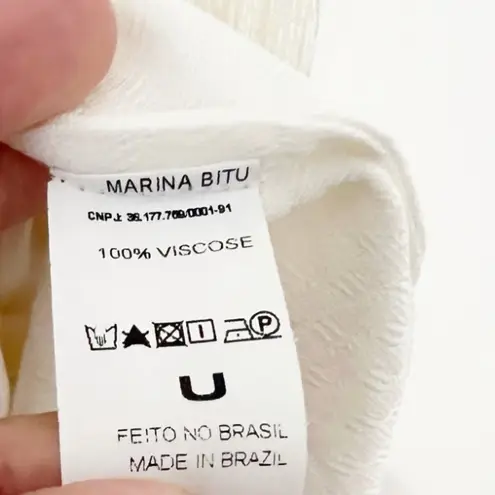 MARINA BITU
CNPJ: 36.177.769/0001-91
100% VISCOSE
P
U
FEITO NO BRASIL
MADE IN BRAZIL